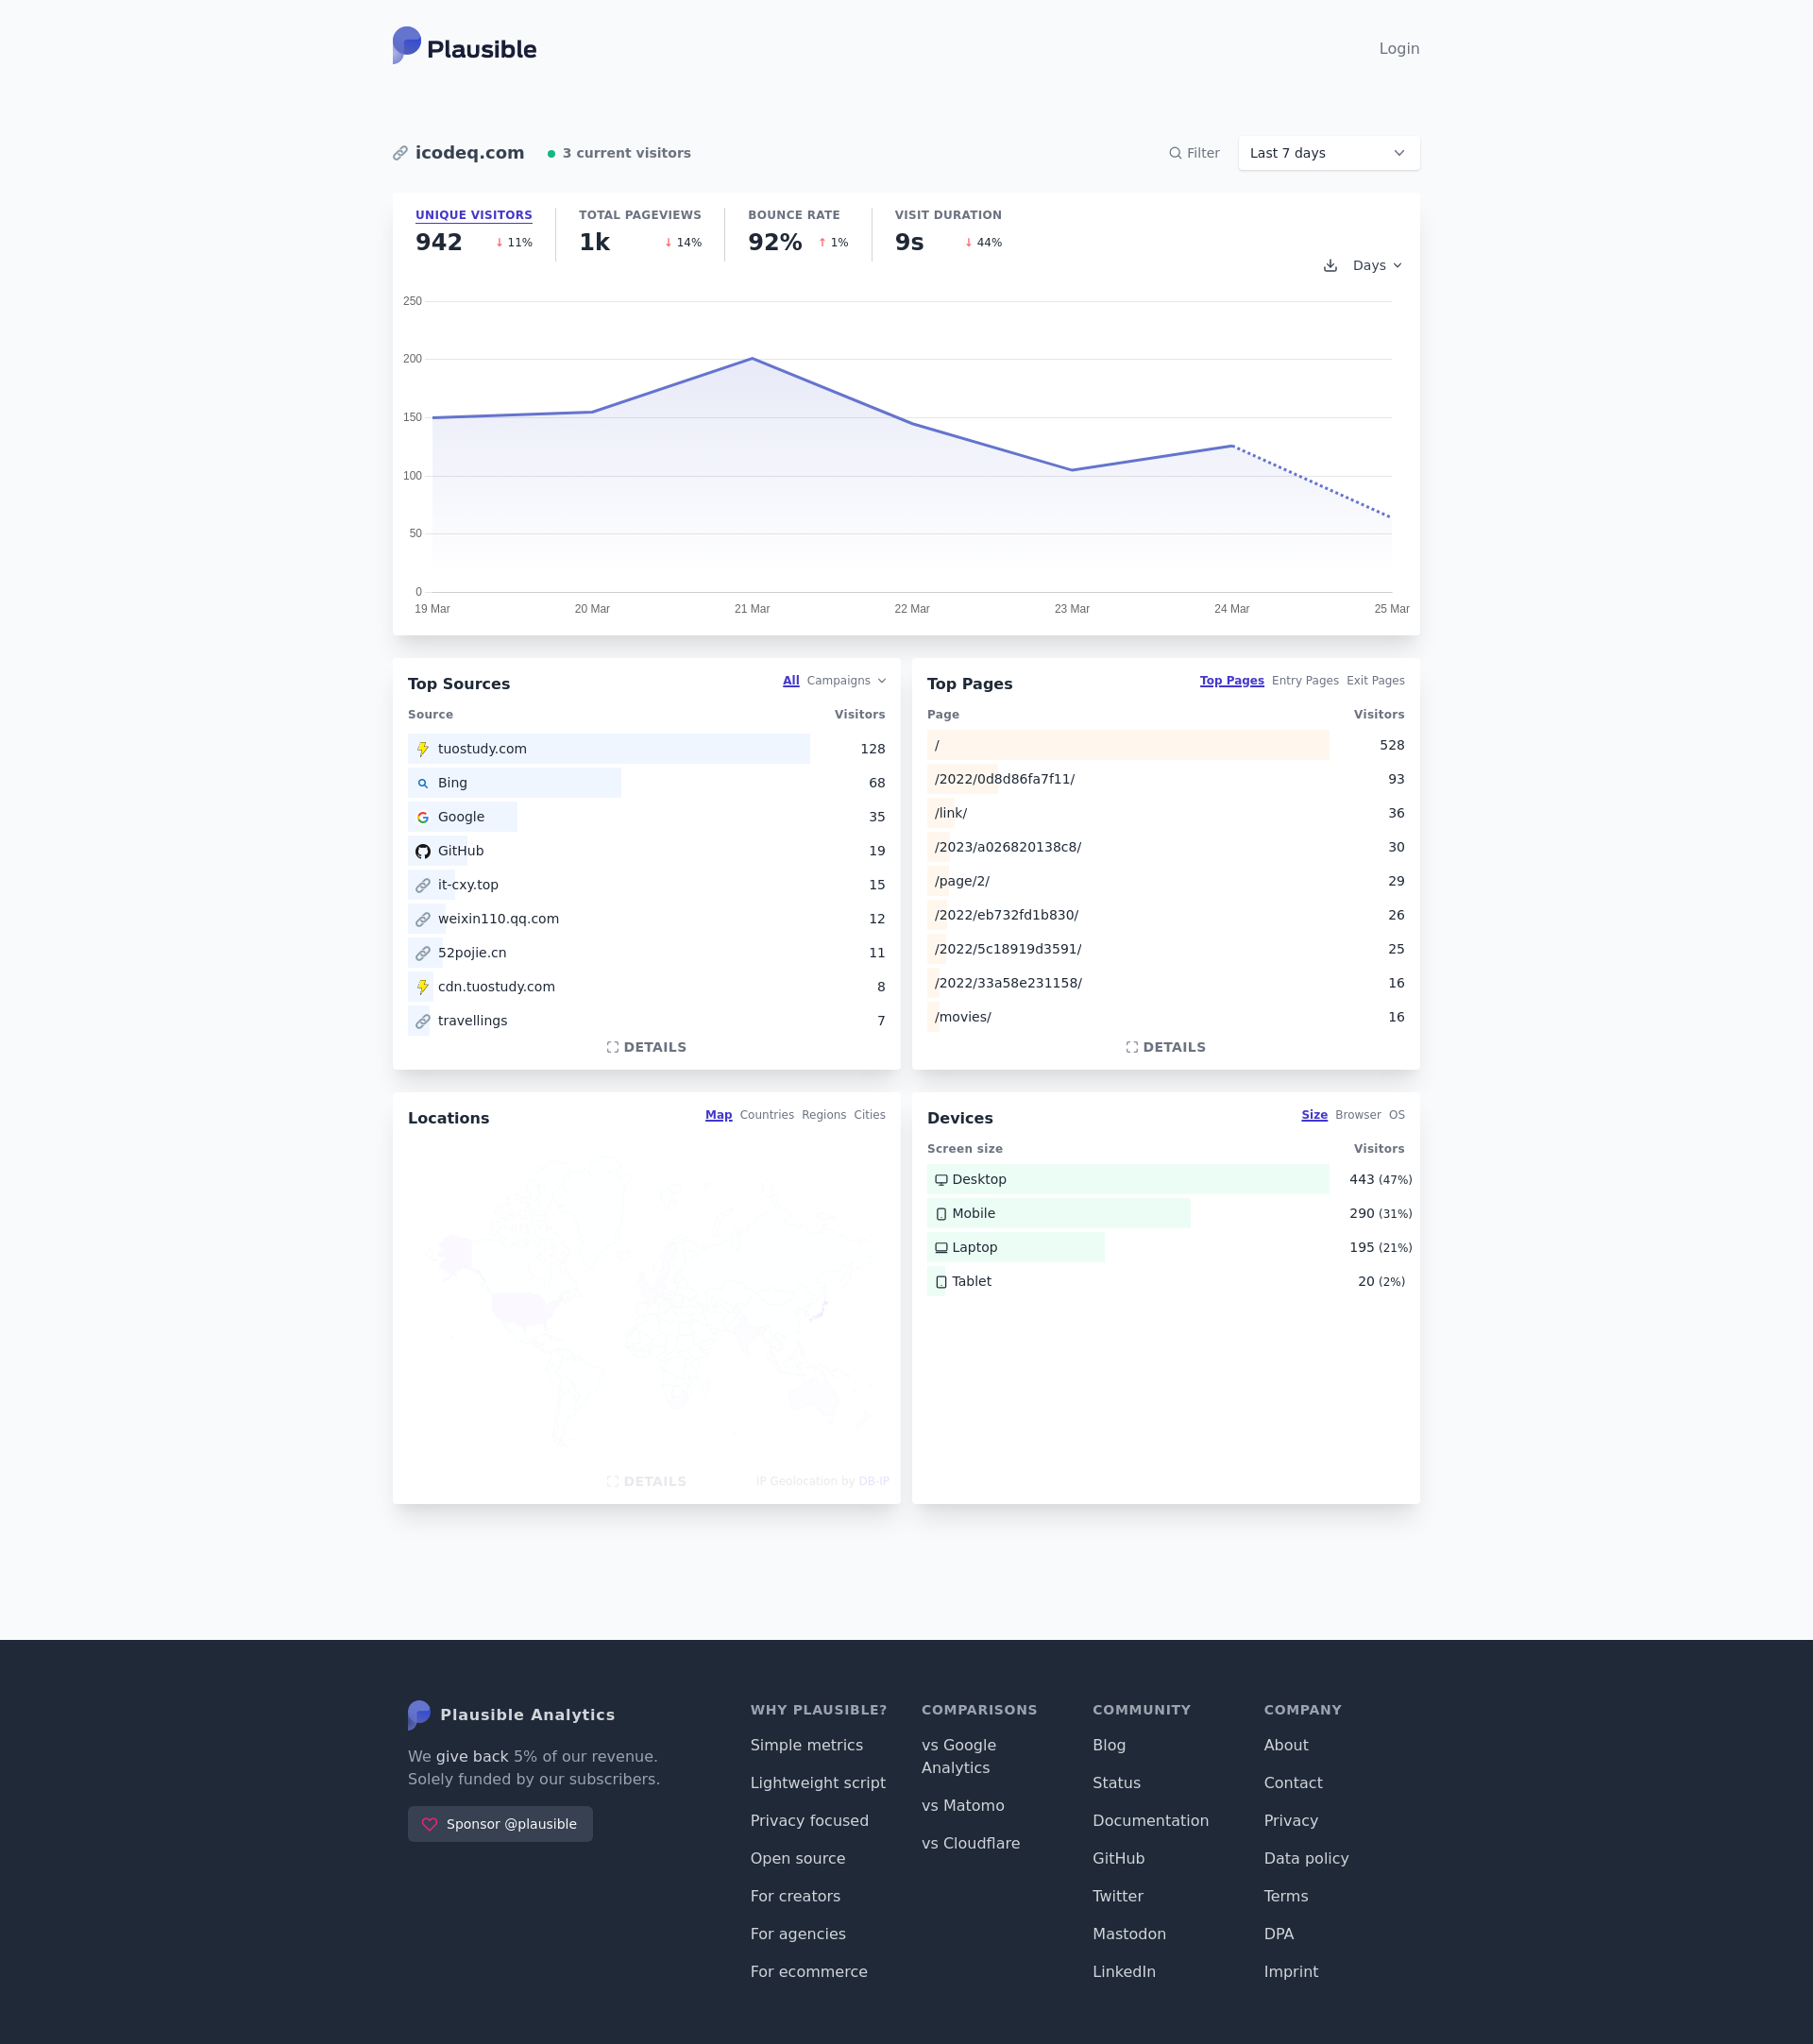 Plausible
Login
icodeq.com
3 current visitors
Filter
Last 7 days
UNIQUE VISITORS
942 ↓ 11%
TOTAL PAGEVIEWS
1k ↓ 14%
BOUNCE RATE
92% ↑ 1%
VISIT DURATION
9s ↓ 44%
Days
250
200
150
100
50
0
19 Mar 20 Mar 21 Mar 22 Mar 23 Mar 24 Mar 25 Mar
Top Sources
All Campaigns
Source Visitors
tuostudy.com 128
Bing 68
Google 35
GitHub 19
it-cxy.top 15
weixin110.qq.com 12
52pojie.cn 11
cdn.tuostudy.com 8
travellings 7
DETAILS
Top Pages
Top Pages Entry Pages Exit Pages
Page Visitors
/ 528
/2022/0d8d86fa7f11/ 93
/link/ 36
/2023/a026820138c8/ 30
/page/2/ 29
/2022/eb732fd1b830/ 26
/2022/5c18919d3591/ 25
/2022/33a58e231158/ 16
/movies/ 16
DETAILS
Locations
Map Countries Regions Cities
DETAILS
IP Geolocation by DB-IP
Devices
Size Browser OS
Screen size Visitors
Desktop 443 (47%)
Mobile 290 (31%)
Laptop 195 (21%)
Tablet 20 (2%)
Plausible Analytics
We give back 5% of our revenue.
Solely funded by our subscribers.
Sponsor @plausible
WHY PLAUSIBLE?
Simple metrics
Lightweight script
Privacy focused
Open source
For creators
For agencies
For ecommerce
COMPARISONS
vs Google
Analytics
vs Matomo
vs Cloudflare
COMMUNITY
Blog
Status
Documentation
GitHub
Twitter
Mastodon
LinkedIn
COMPANY
About
Contact
Privacy
Data policy
Terms
DPA
Imprint